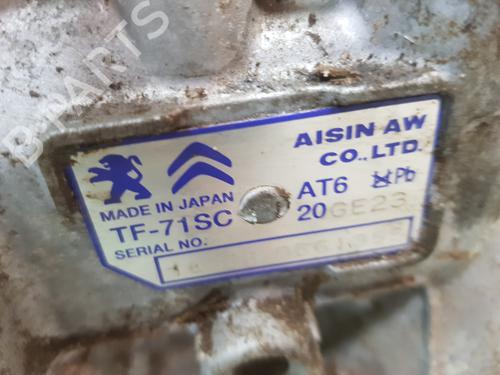 B-PARTS
AISIN AW
CO.,LTD.
MADE IN JAPAN
AT6 Pb
TF-71SC
20GE23
SERIAL NO.